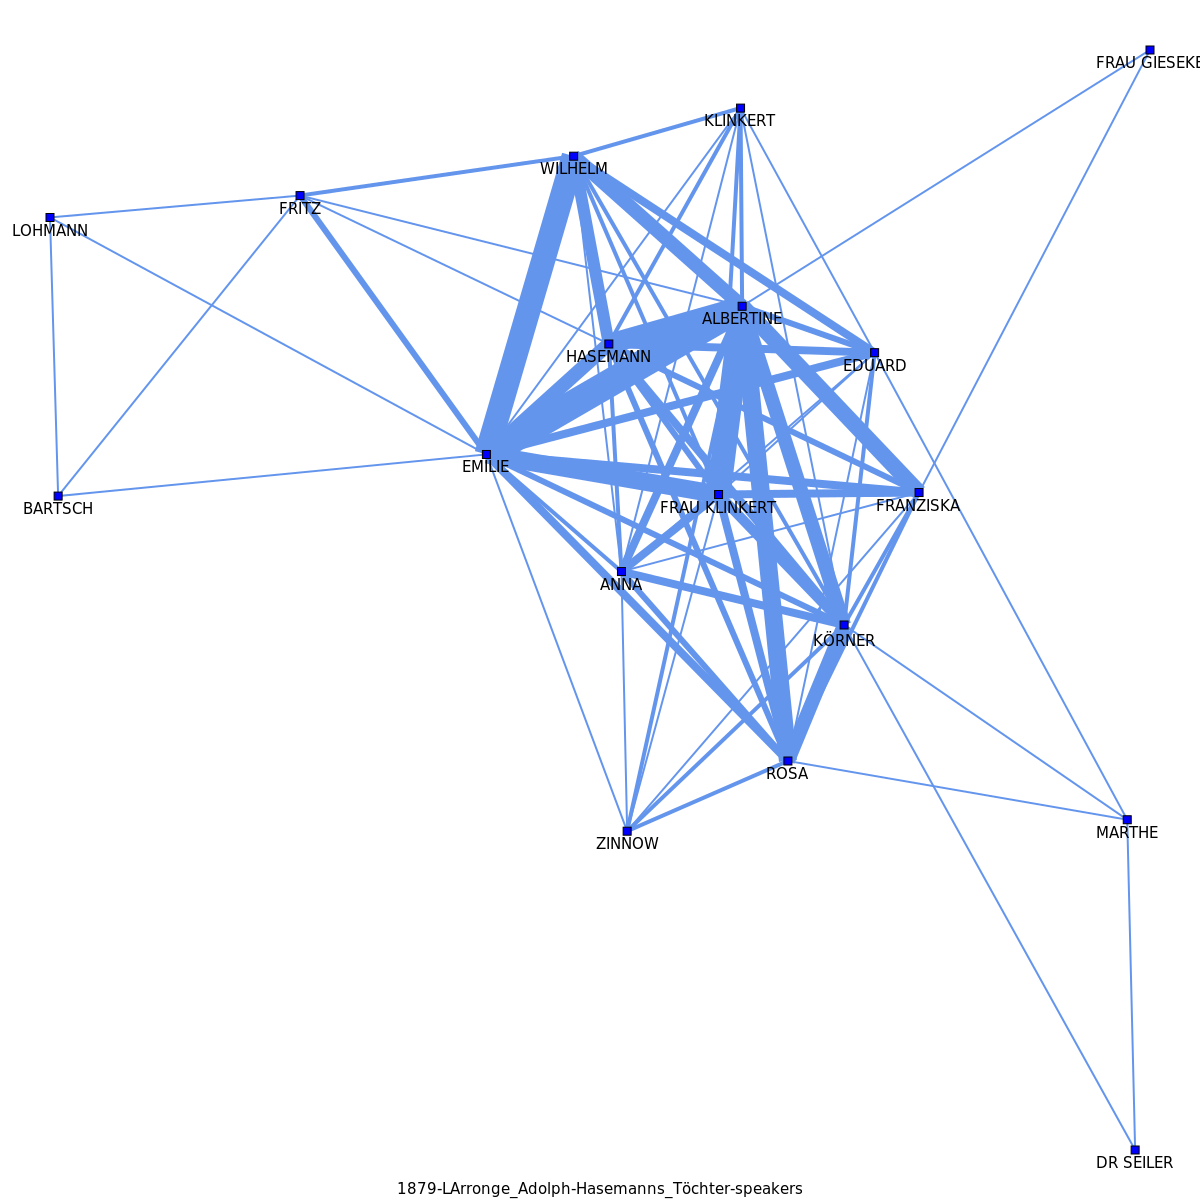 FRAU GIESEKE
KLINKERT
WILHELM
FRITZ
LOHMANN
ALBERTINE
HASEMANN
EDUARD
EMILIE
BARTSCH
FRAU KLINKERT
FRANZISKA
ANNA
KÖRNER
ROSA
ZINNOW
MARTHE
DR SEILER
1879-LArronge_Adolph-Hasemanns_Töchter-speakers